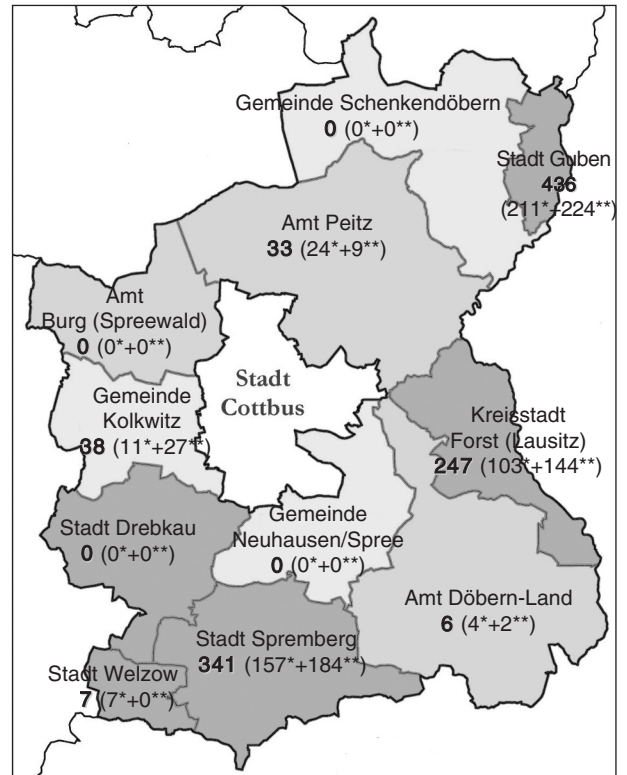 Gemeinde Schenkendöbern
0 (0*+0**)
Stadt Guben
436
(211*+224**)
Amt Peitz
33 (24*+9**)
Amt
Burg (Spreewald)
0 (0*+0**)
Stadt
Cottbus
Gemeinde
Kolkwitz
38 (11*+27**)
Kreisstadt
Forst (Lausitz)
247 (103*+144**)
Stadt Drebkau
0 (0*+0**)
Gemeinde
Neuhausen/Spree
0 (0*+0**)
Amt Döbern-Land
6 (4*+2**)
Stadt Spremberg
341 (157*+184**)
Stadt Welzow
7 (7*+0**)